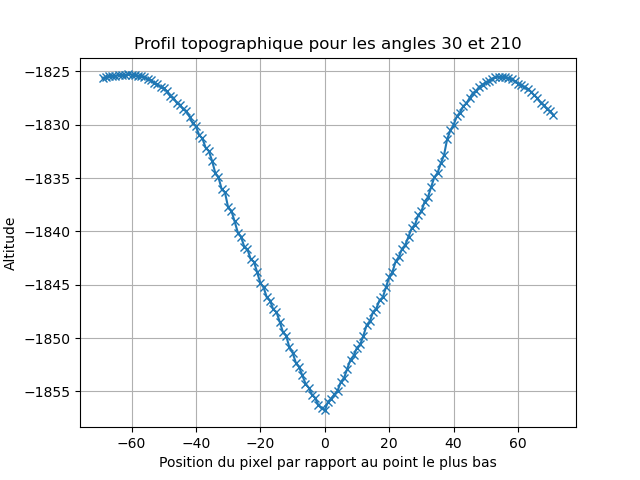 Profil topographique pour les angles 30 et 210
Altitude
−1825
−1830
−1835
−1840
−1845
−1850
−1855
−60 −40 −20 0 20 40 60
Position du pixel par rapport au point le plus bas